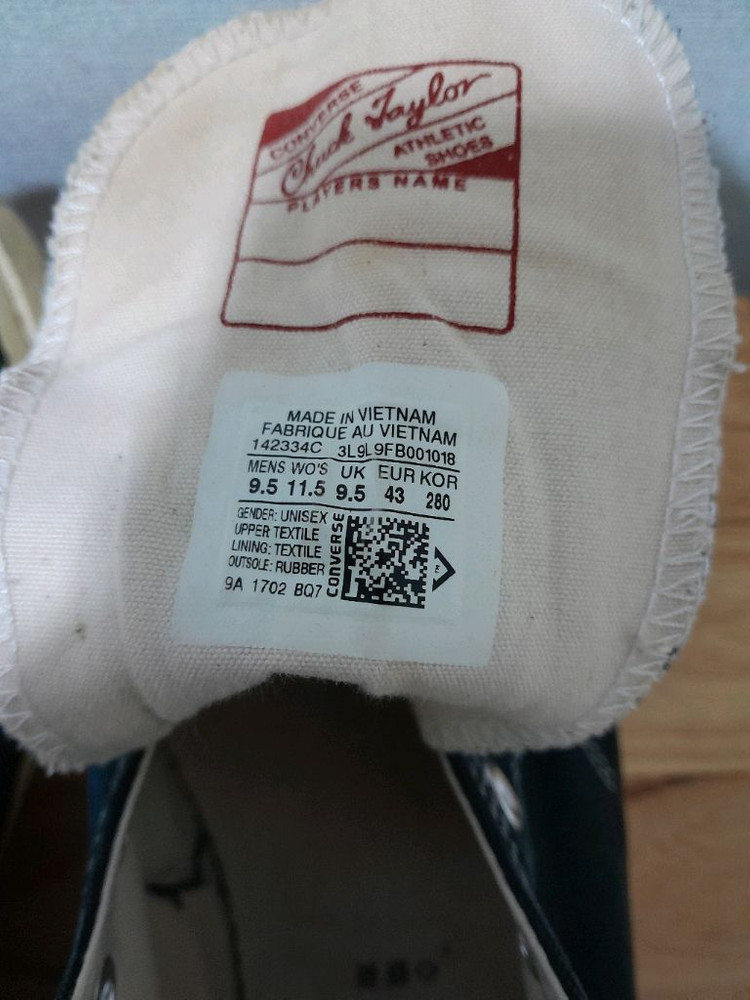 CONVERSE
Chuck Taylor
ATHLETIC
SHOES
PLAYERS NAME
MADE IN VIETNAM
FABRIQUE AU VIETNAM
142334C 3L9L9FB001018
MENS WO'S UK EUR KOR
9.5 11.5 9.5 43 280
GENDER: UNISEX
UPPER TEXTILE
LINING: TEXTILE
OUTSOLE: RUBBER
9A 1702 BQ7
CONVERSE